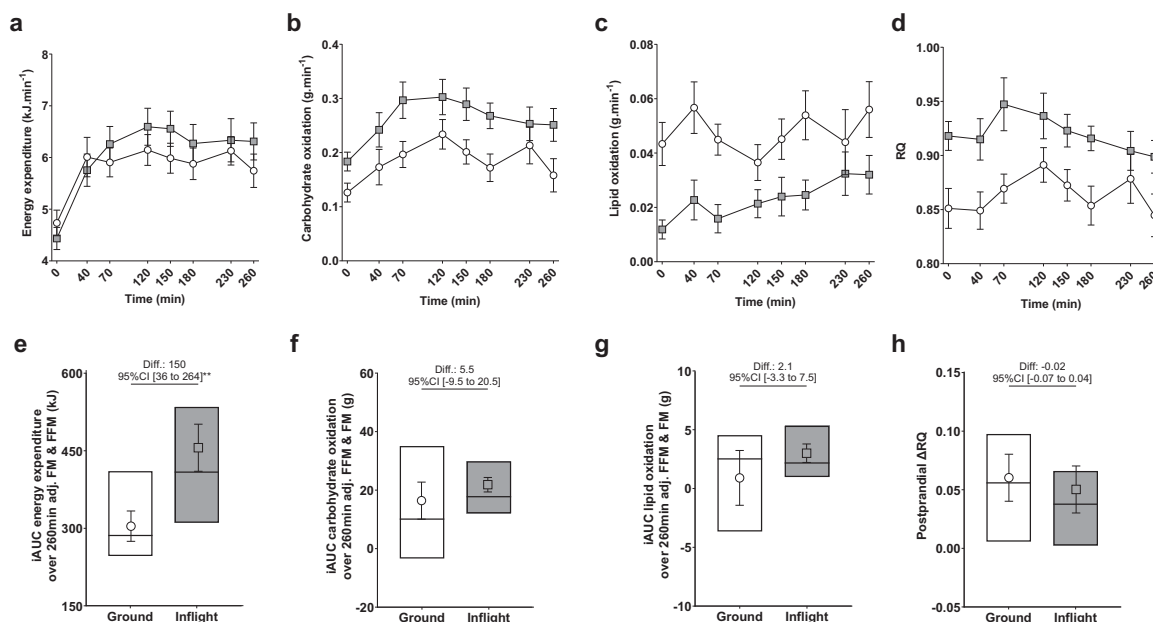 a
Energy expenditure (kJ.min⁻¹)
8
7
6
5
4
0
40
70
120
150
180
230
260
Time (min)
b
Carbohydrate oxidation (g.min⁻¹)
0.4
0.3
0.2
0.1
0.0
0
40
70
120
150
180
230
260
Time (min)
c
Lipid oxidation (g.min⁻¹)
0.08
0.06
0.04
0.02
0.00
0
40
70
120
150
180
230
260
Time (min)
d
RQ
1.00
0.95
0.90
0.85
0.80
0
40
70
120
150
180
230
260
Time (min)
e
Diff.: 150
95%CI [36 to 264]**
iAUC energy expenditure
over 260min adj. FM & FFM (kJ)
600
450
300
150
Ground
Inflight
f
Diff.: 5.5
95%CI [-9.5 to 20.5]
iAUC carbohydrate oxidation
over 260min adj. FFM & FM (g)
60
40
20
0
-20
Ground
Inflight
g
Diff.: 2.1
95%CI [-3.3 to 7.5]
iAUC lipid oxidation
over 260min adj. FFM & FM (g)
10
5
0
-5
-10
Ground
Inflight
h
Diff: -0.02
95%CI [-0.07 to 0.04]
Postprandial ΔRQ
0.15
0.10
0.05
0.00
-0.05
Ground
Inflight